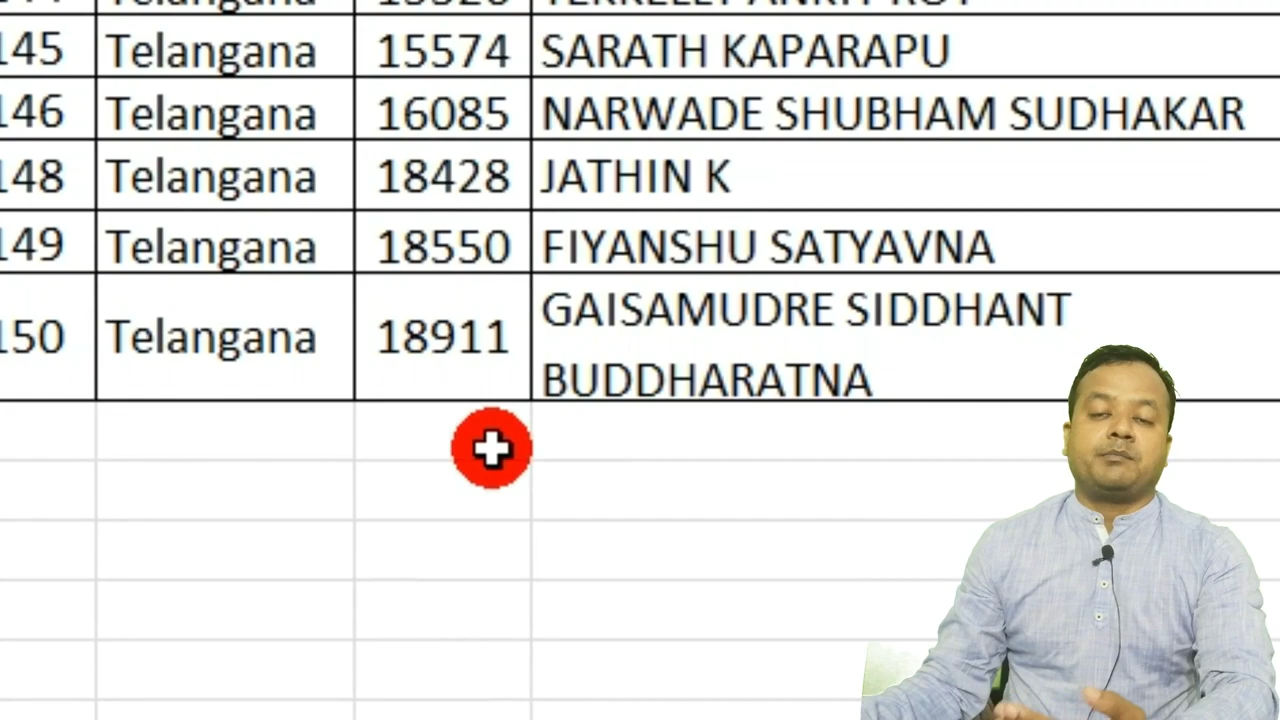 145 Telangana 15574 SARATH KAPARAPU
146 Telangana 16085 NARWADE SHUBHAM SUDHAKAR
148 Telangana 18428 JATHIN K
149 Telangana 18550 FIYANSHU SATYAVNA
150 Telangana 18911 GAISAMUDRE SIDDHANT
BUDDHARATNA